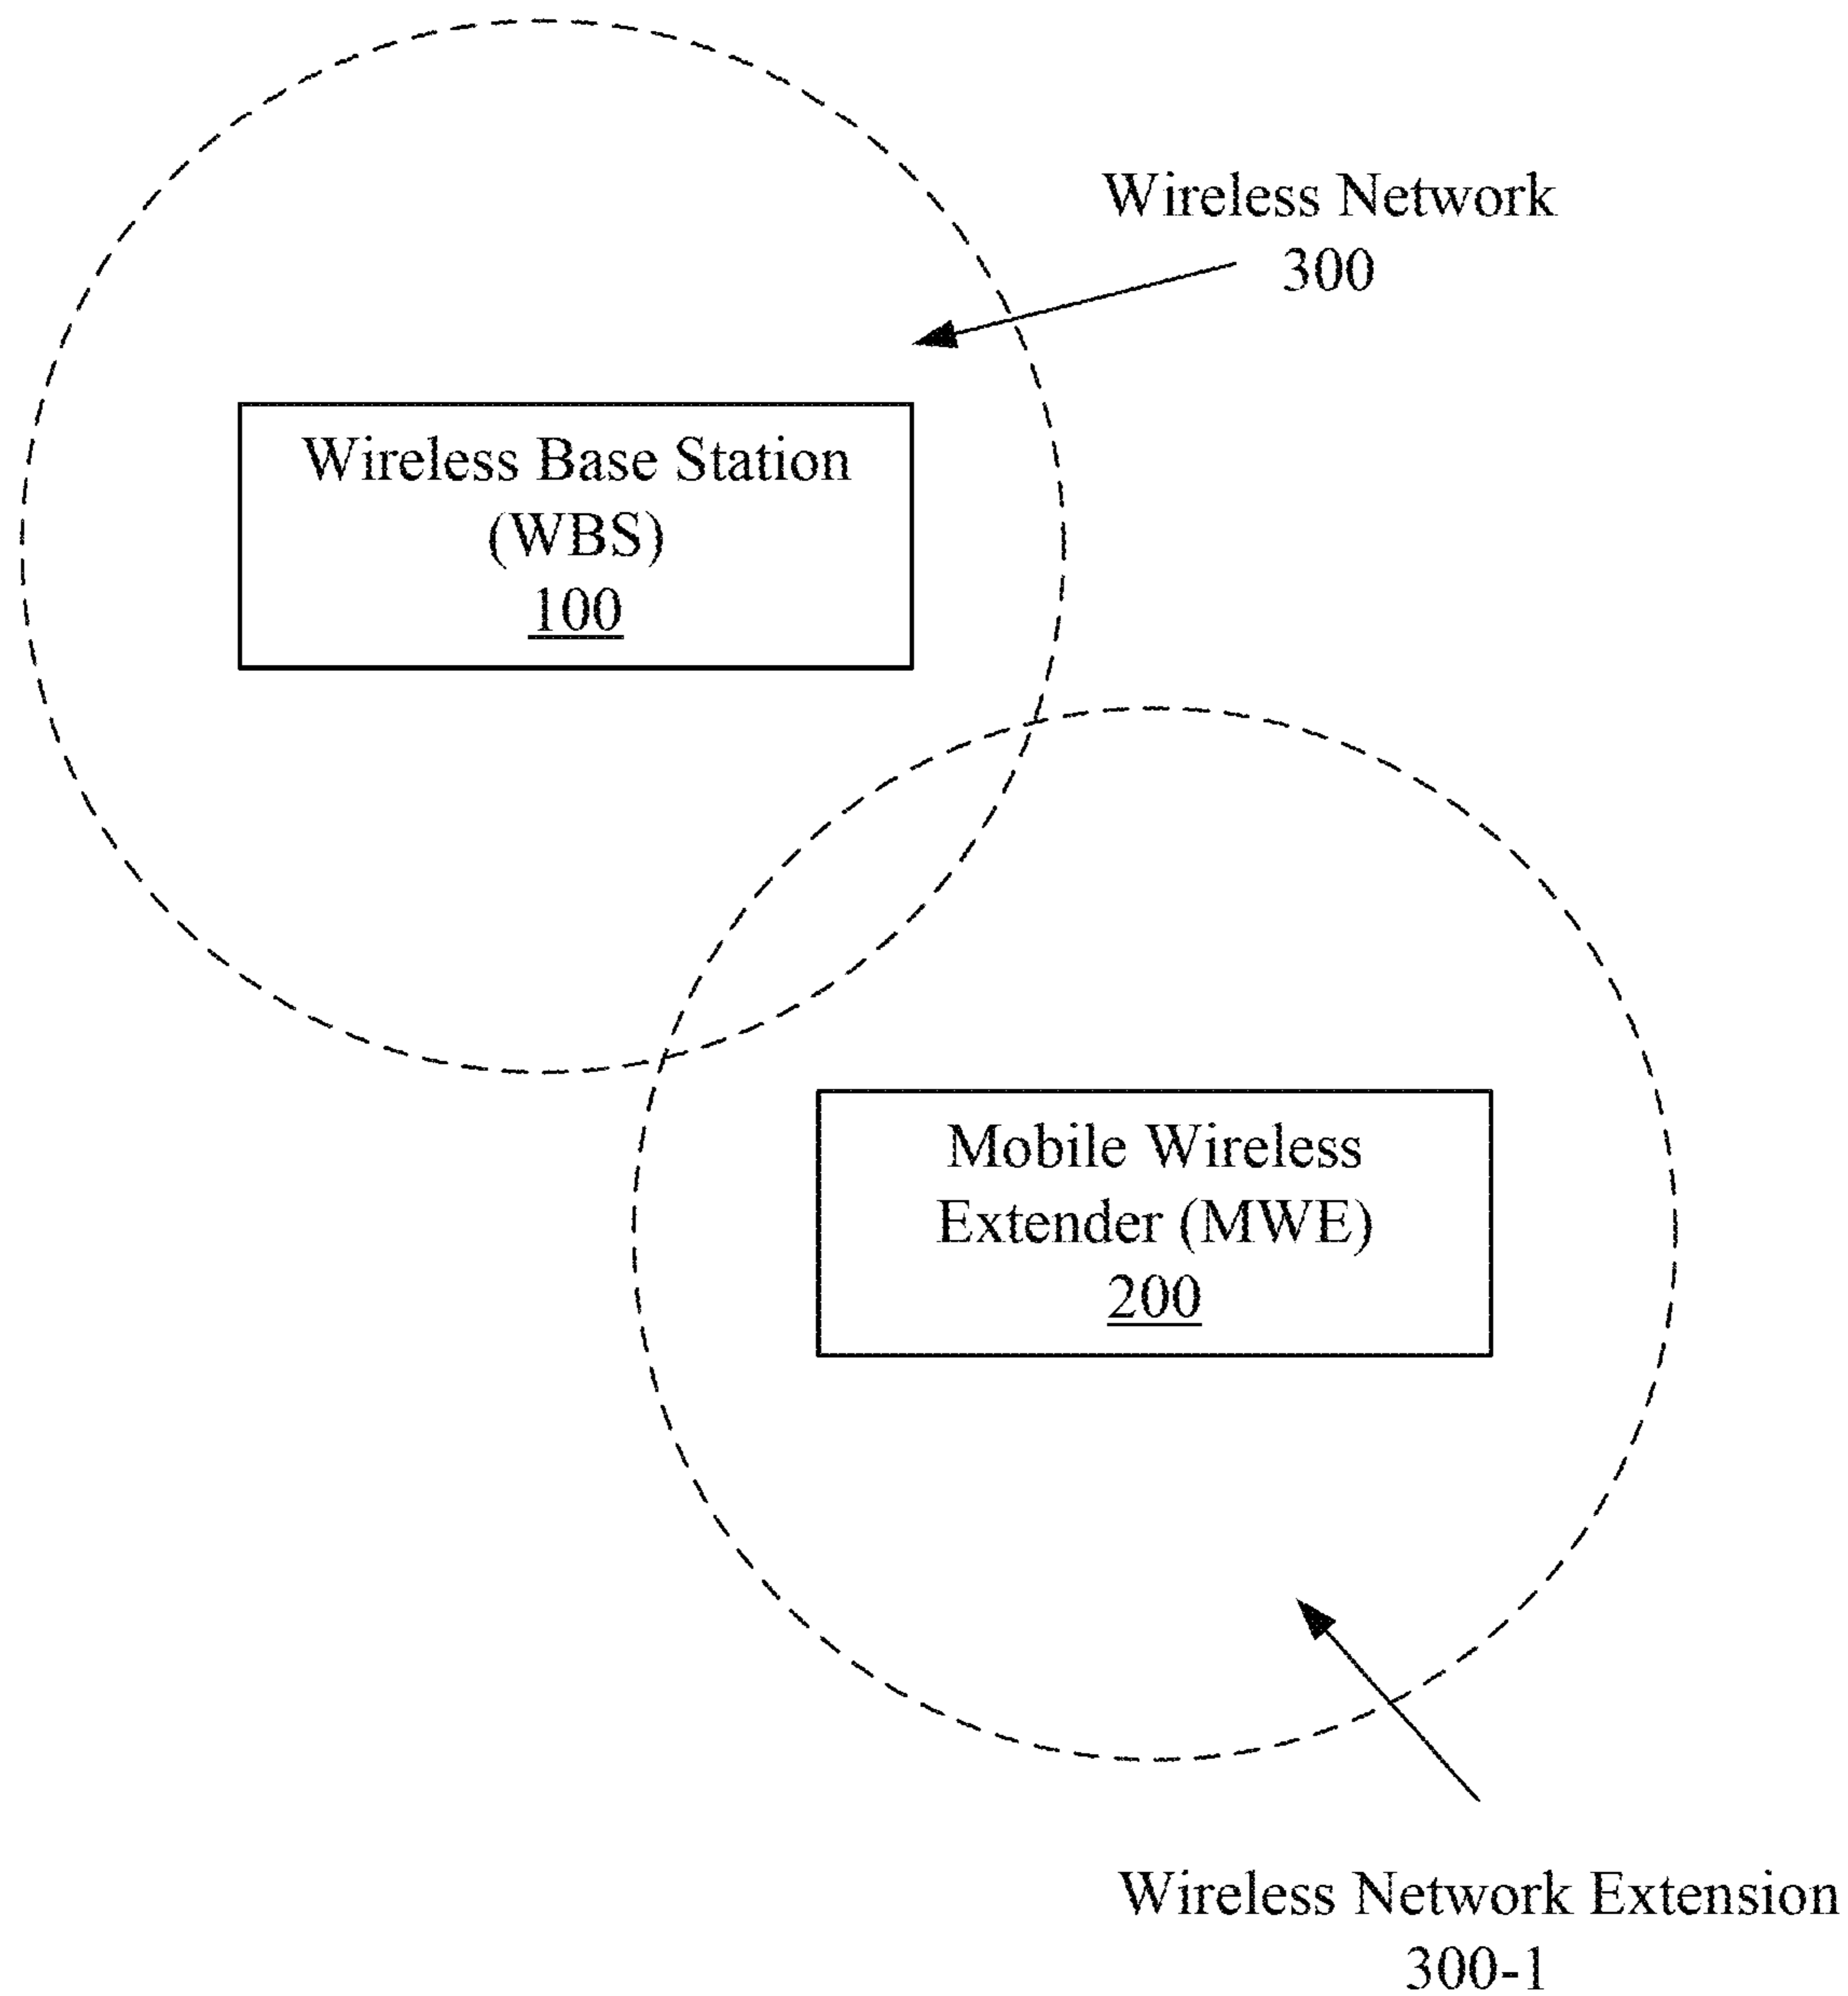 Wireless Network
300
Wireless Base Station
(WBS)
100
Mobile Wireless
Extender (MWE)
200
Wireless Network Extension
300-1